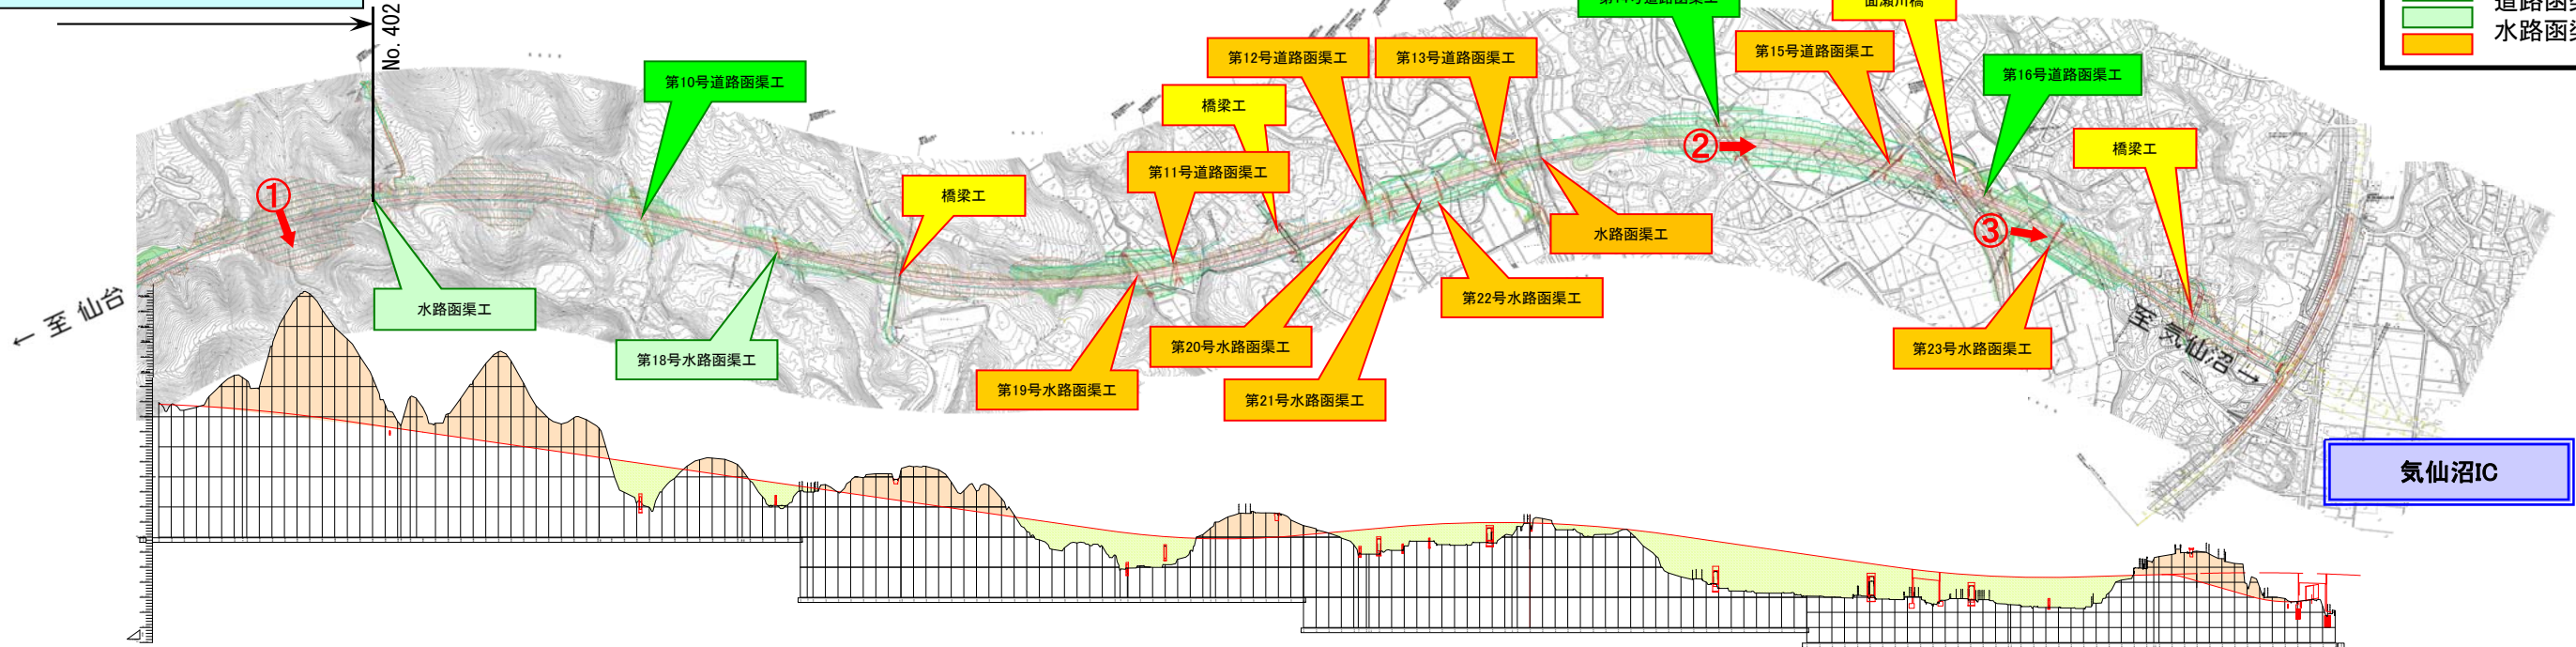 No. 402
第10号道路函渠工
橋梁工
第12号道路函渠工
第13号道路函渠工
橋梁工
第11号道路函渠工
第15号道路函渠工
第16号道路函渠工
橋梁工
水路函渠工
①
②
③
水路函渠工
第18号水路函渠工
第19号水路函渠工
第20号水路函渠工
第21号水路函渠工
第22号水路函渠工
第23号水路函渠工
← 至 仙台
至 気仙沼 →
気仙沼IC